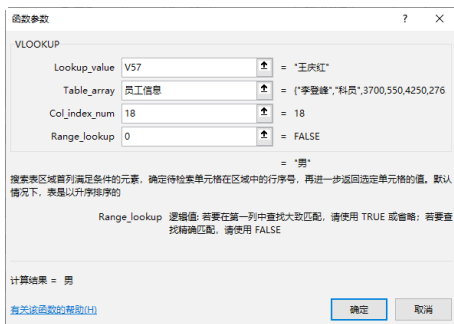 函数参数 ? ×
VLOOKUP
Lookup_value V57 = "王庆红"
Table_array 员工信息 = {"李登峰","科员",3700,550,4250,276
Col_index_num 18 = 18
Range_lookup 0 = FALSE
= "男"
搜索表区域首列满足条件的元素，确定待检索单元格在区域中的行序号，再进一步返回选定单元格的值。默认
情况下，表是以升序排序的
Range_lookup 逻辑值: 若要在第一列中查找大致匹配，请使用 TRUE 或省略；若要查
找精确匹配，请使用 FALSE
计算结果 = 男
有关该函数的帮助(H) 确定 取消